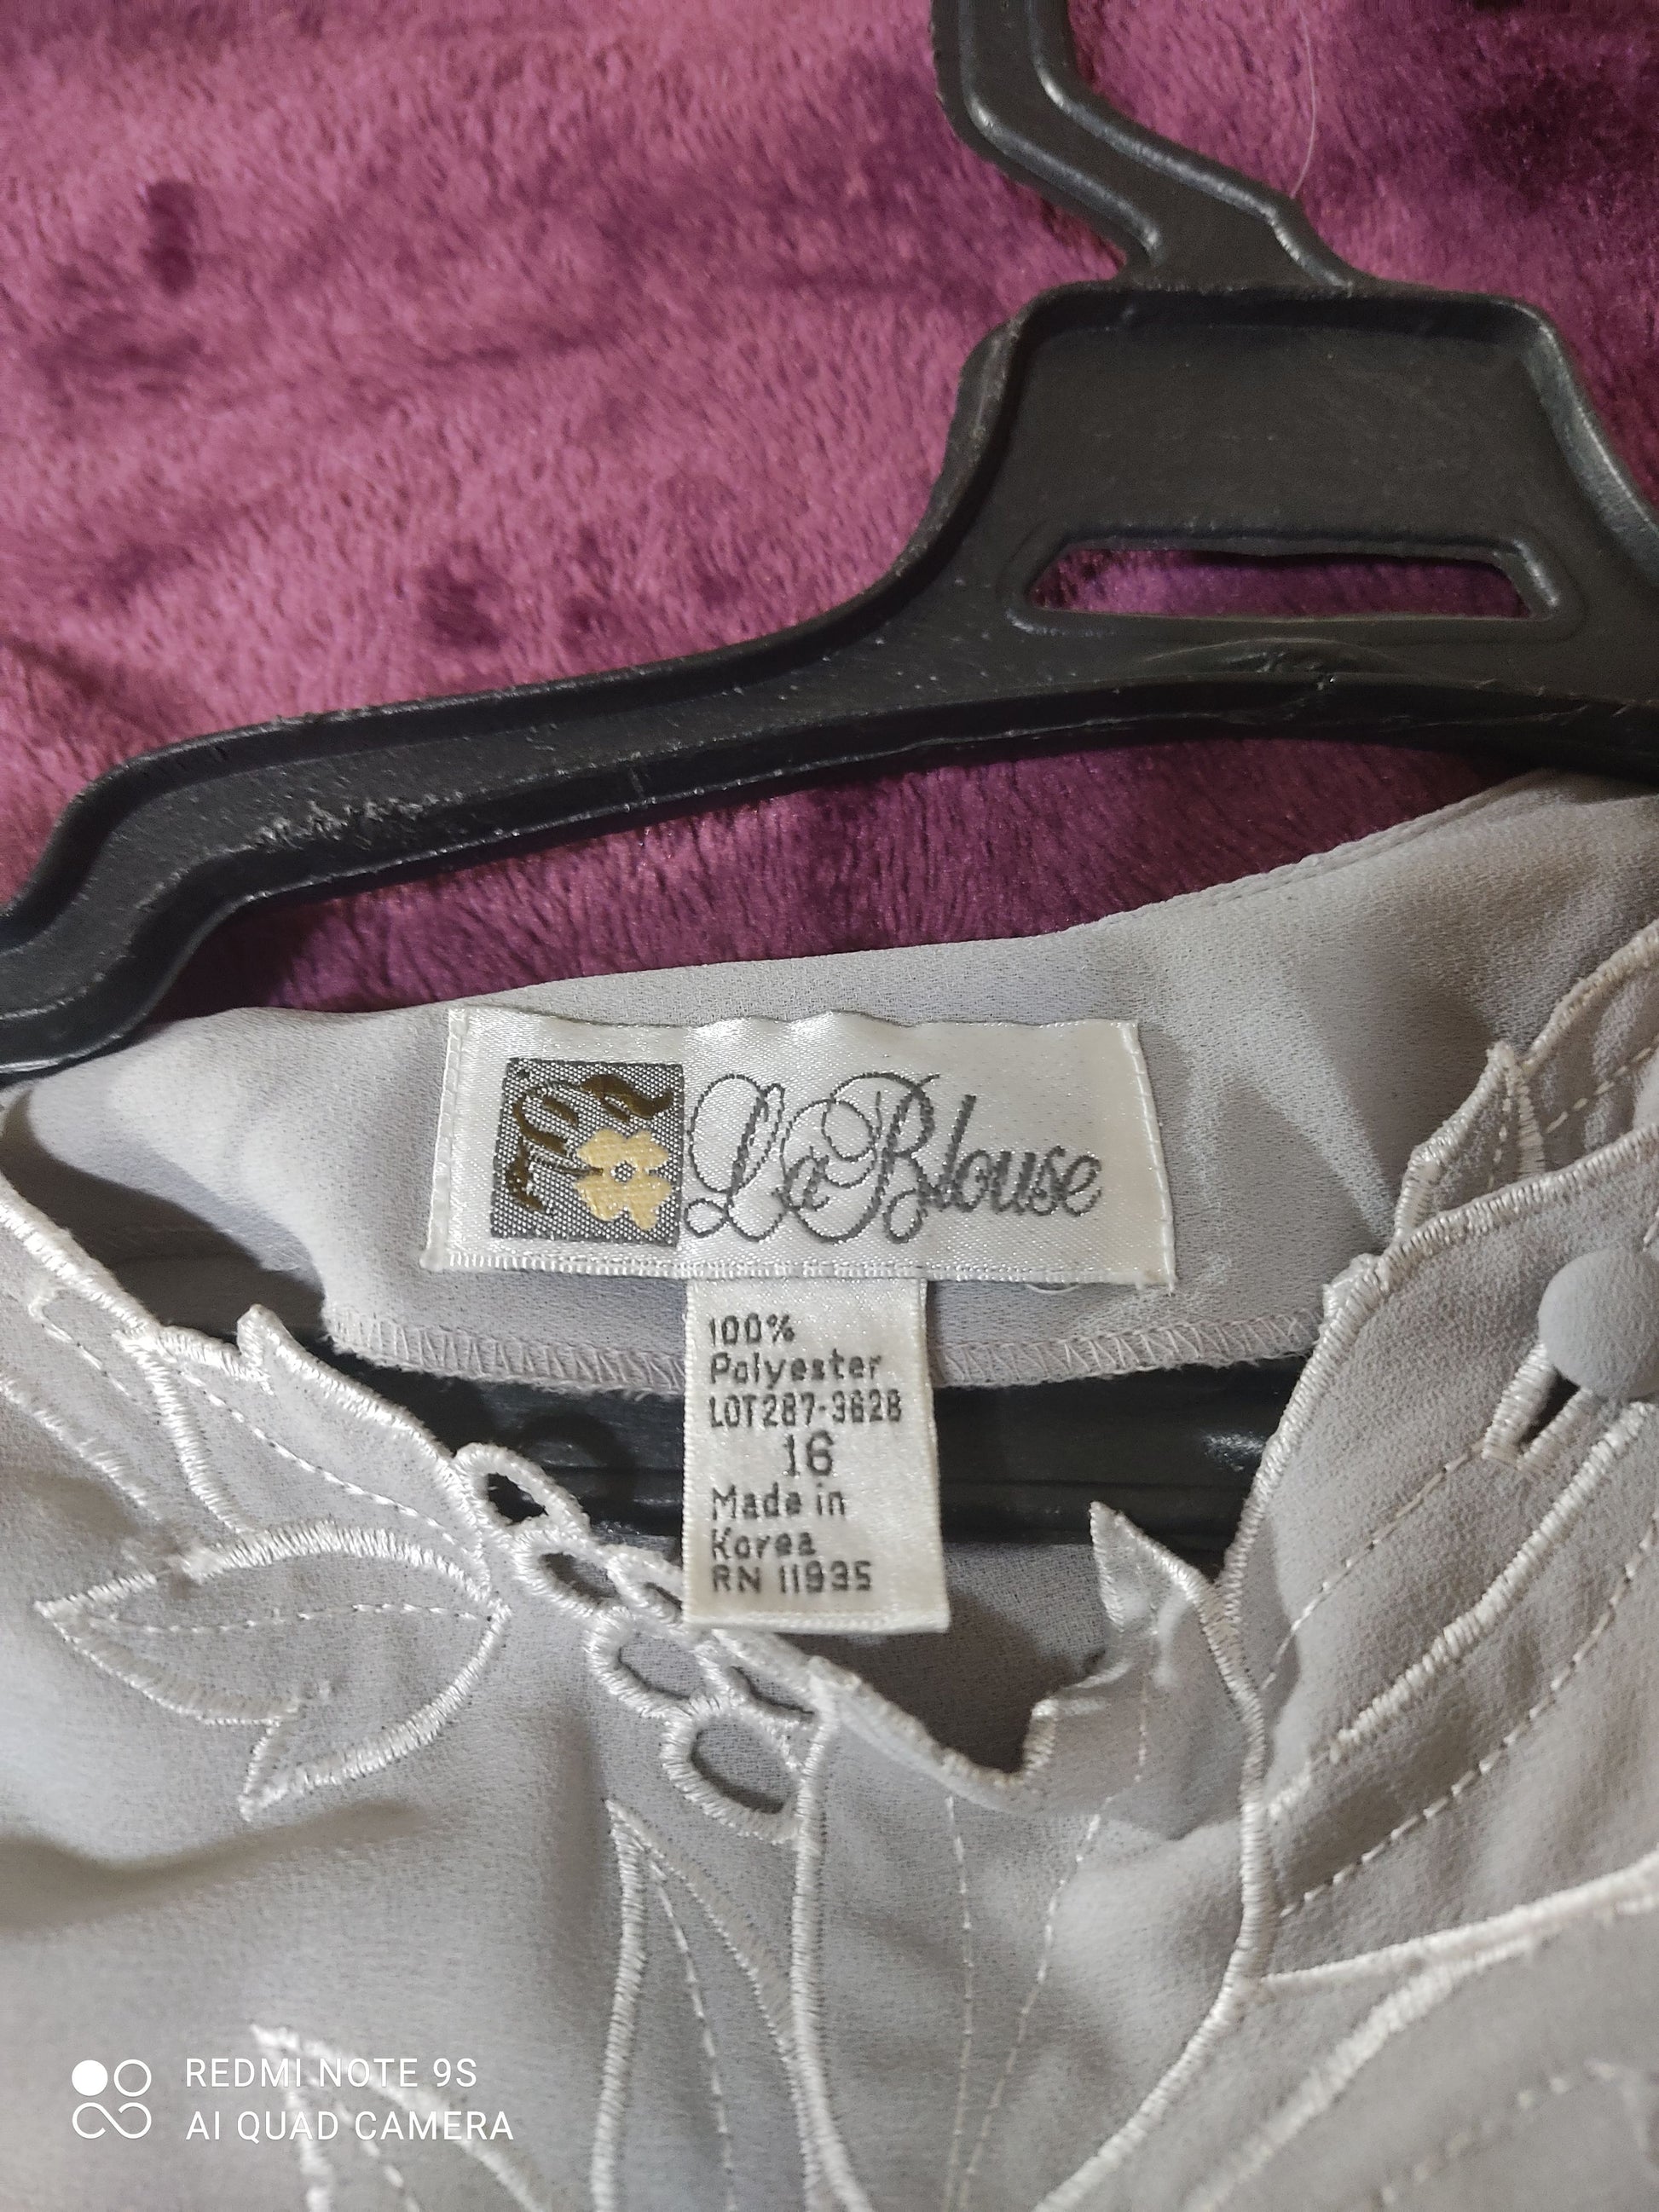 La Blouse
100%
Polyester
LOT287-3628
16
Made in
Korea
RN 11935
REDMI NOTE 9S
AI QUAD CAMERA